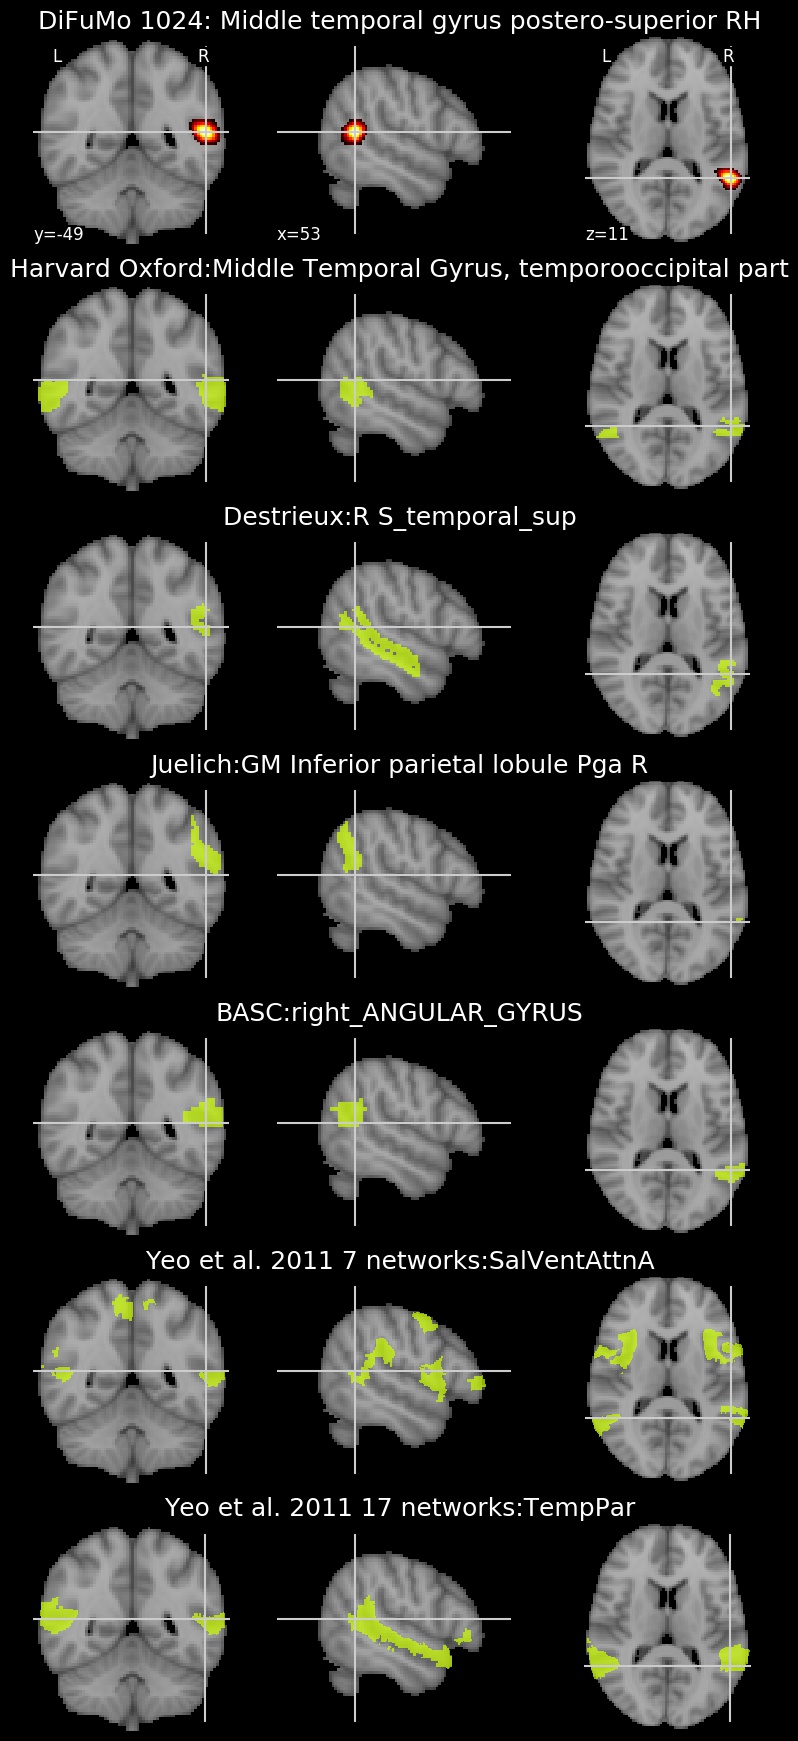 DiFuMo 1024: Middle temporal gyrus postero-superior RH
L R L R
y=-49 x=53 z=11
Harvard Oxford:Middle Temporal Gyrus, temporooccipital part
Destrieux:R S_temporal_sup
Juelich:GM Inferior parietal lobule Pga R
BASC:right_ANGULAR_GYRUS
Yeo et al. 2011 7 networks:SalVentAttnA
Yeo et al. 2011 17 networks:TempPar